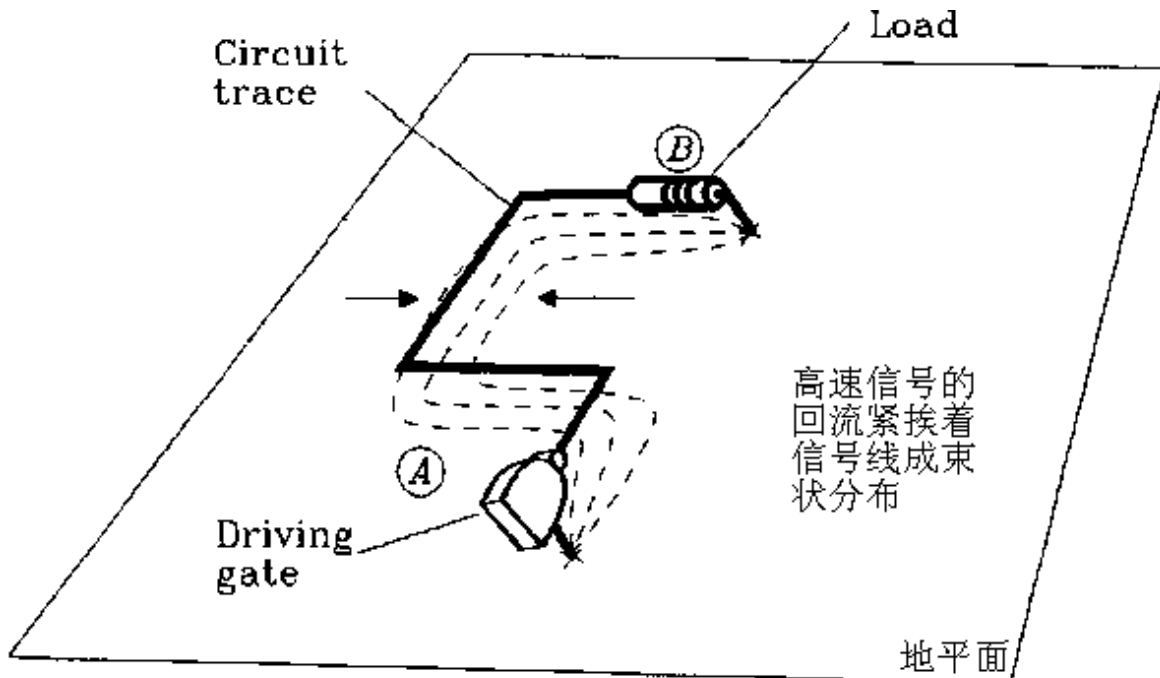 Load
Circuit
trace
B
高速信号的
回流紧挨着
信号线成束
状分布
A
Driving
gate
地平面